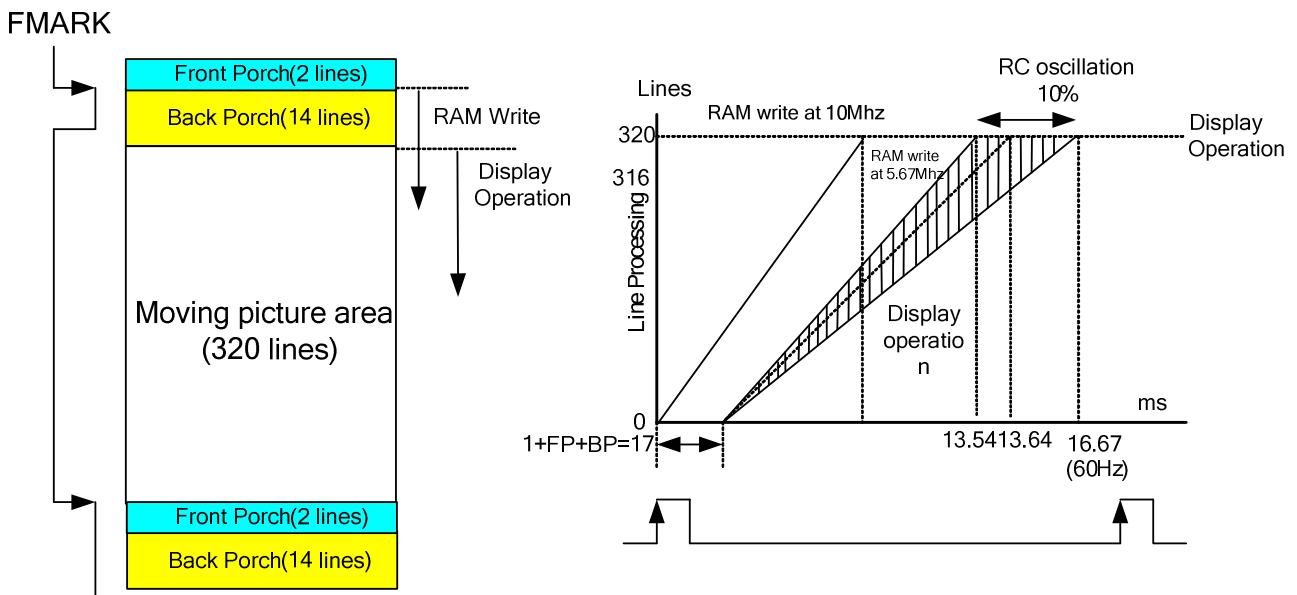 FMARK
Front Porch(2 lines)
Back Porch(14 lines)
RAM Write
Display
Operation
Moving picture area
(320 lines)
Front Porch(2 lines)
Back Porch(14 lines)
RC oscillation
10%
Lines
RAM write at 10Mhz
320
316
RAM write
at 5.67Mhz
Display
Operation
Line Processing
Display
operatio
n
0
ms
1+FP+BP=17
13.54
13.64
16.67
(60Hz)